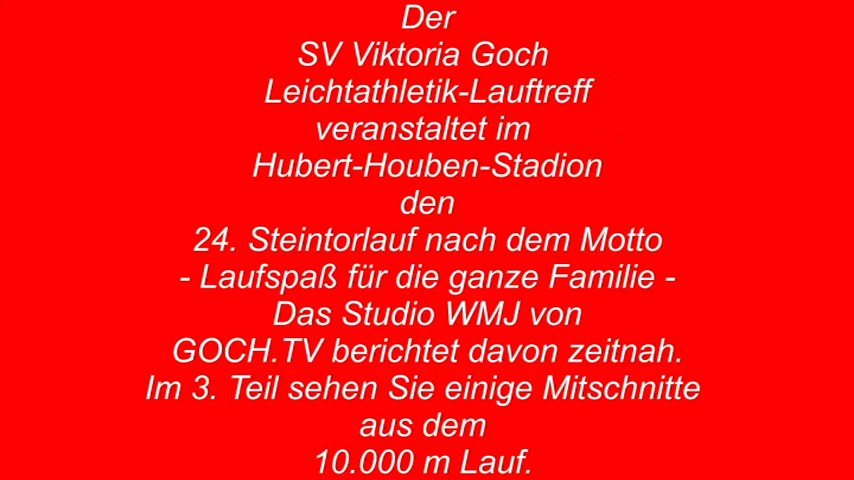 Der
SV Viktoria Goch
Leichtathletik-Lauftreff
veranstaltet im
Hubert-Houben-Stadion
den
24. Steintorlauf nach dem Motto
- Laufspaß für die ganze Familie -
Das Studio WMJ von
GOCH.TV berichtet davon zeitnah.
Im 3. Teil sehen Sie einige Mitschnitte
aus dem
10.000 m Lauf.